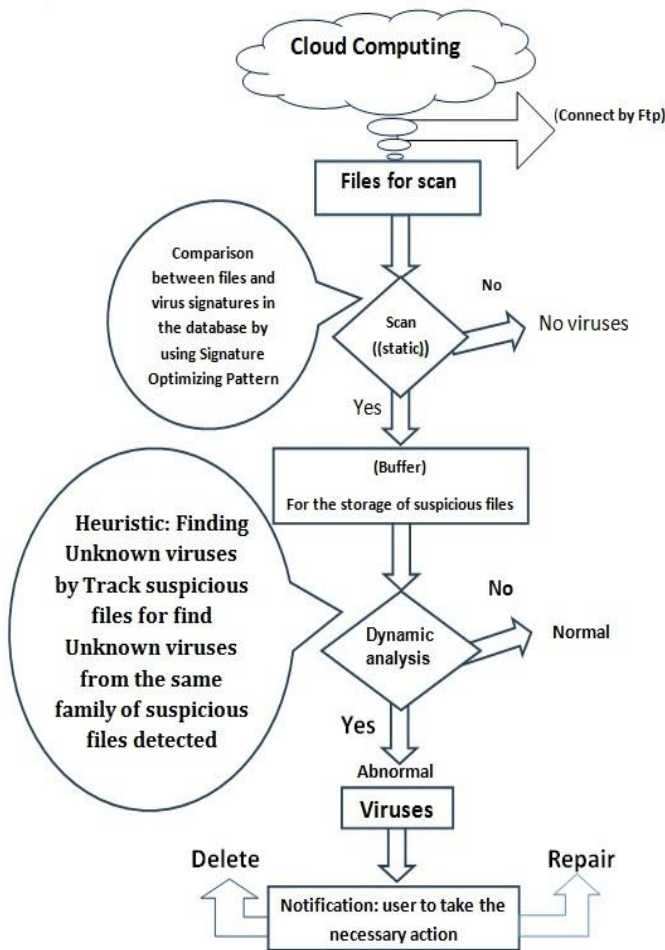 Cloud Computing
(Connect by Ftp)
Files for scan
Comparison
between files and
virus signatures in
the database by
using Signature
Optimizing Pattern
No
Scan
((static))
No viruses
Yes
(Buffer)
For the storage of suspicious files
Heuristic: Finding
Unknown viruses
by Track suspicious
files for find
Unknown viruses
from the same
family of suspicious
files detected
No
Dynamic
analysis
Normal
Yes
Abnormal
Viruses
Delete
Repair
Notification: user to take the
necessary action